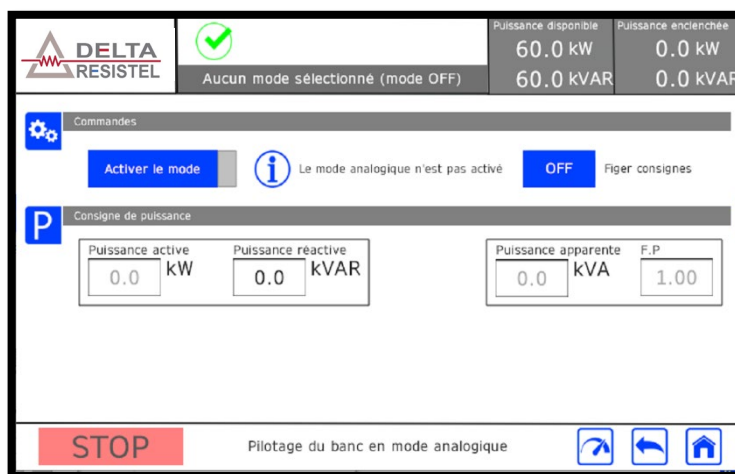 DELTA
RESISTEL
Aucun mode sélectionné (mode OFF)
Puissance disponible
60.0 kW
60.0 kVAR
Puissance enclenchée
0.0 kW
0.0 kVAR
Commandes
Activer le mode
i
Le mode analogique n'est pas activé
OFF
Figer consignes
P
Consigne de puissance
Puissance active
0.0 kW
Puissance réactive
0.0 kVAR
Puissance apparente
0.0 kVA
F.P
1.00
STOP
Pilotage du banc en mode analogique